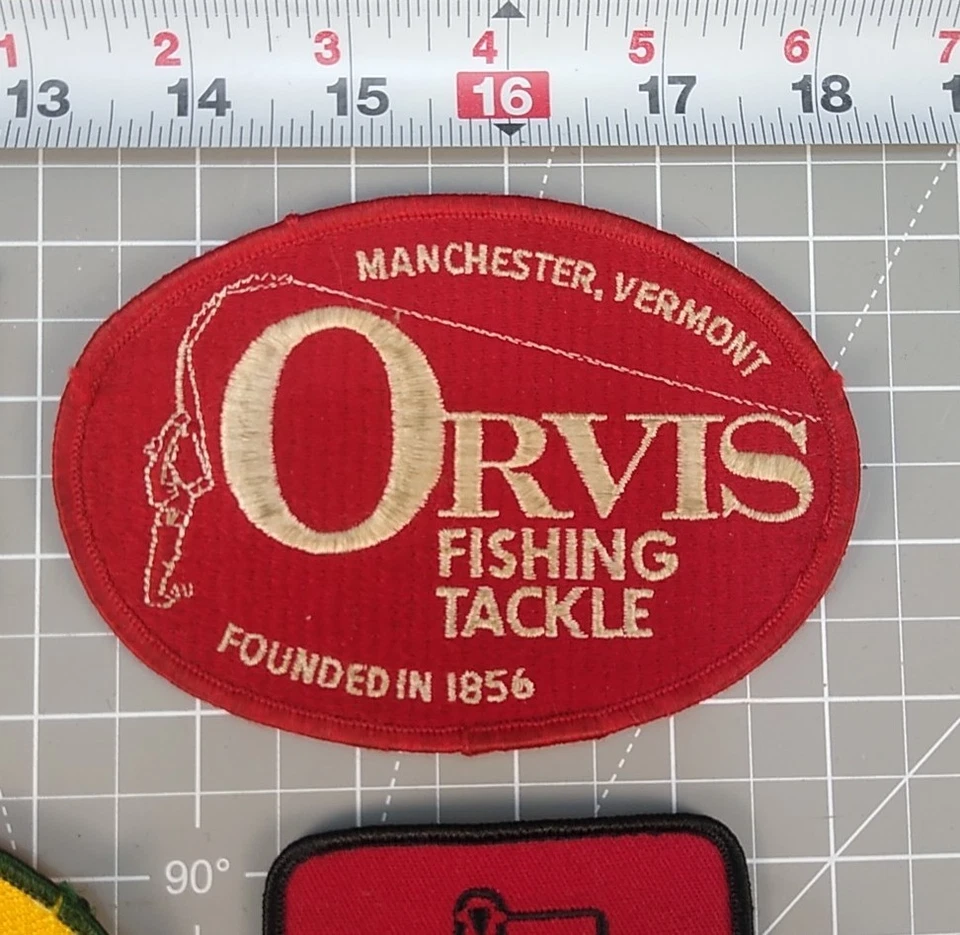 1 2 3 4 5 6 7
13 14 15 16 17 18
MANCHESTER, VERMONT
ORVIS
FISHING
TACKLE
FOUNDED IN 1856
90°